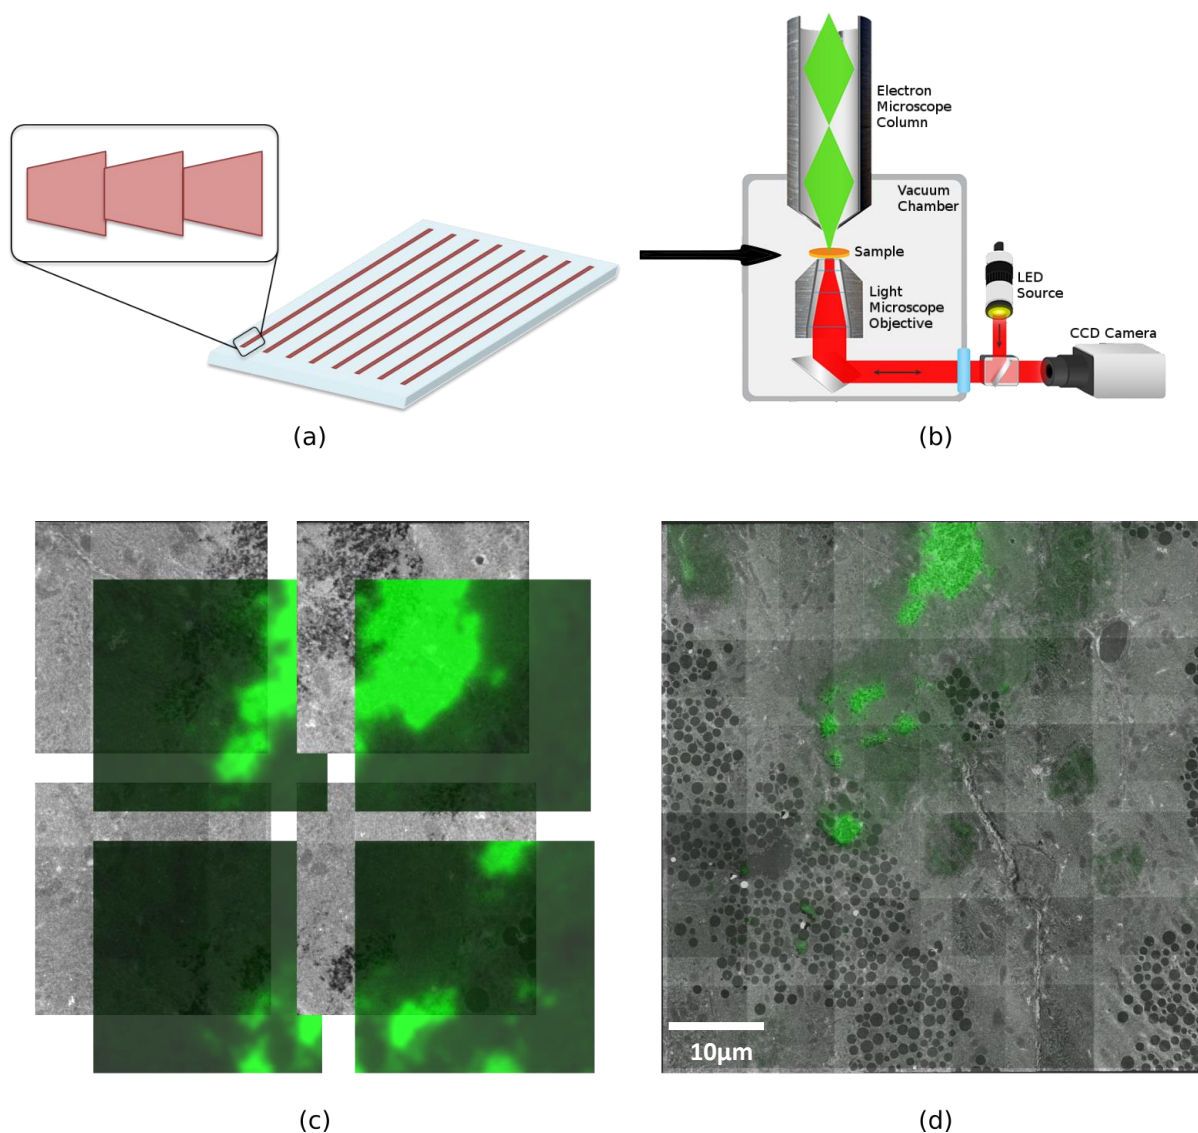 Electron
Microscope
Column
Vacuum
Chamber
Sample
LED
Source
Light
Microscope
Objective
CCD Camera
(a)
(b)
10μm
(c)
(d)